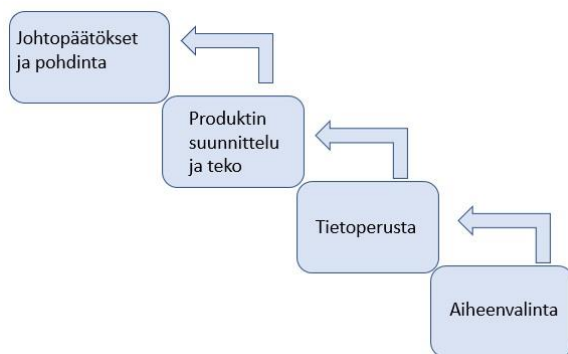 Johtopäätökset
ja pohdinta
Produktin
suunnittelu
ja teko
Tietoperusta
Aiheenvalinta